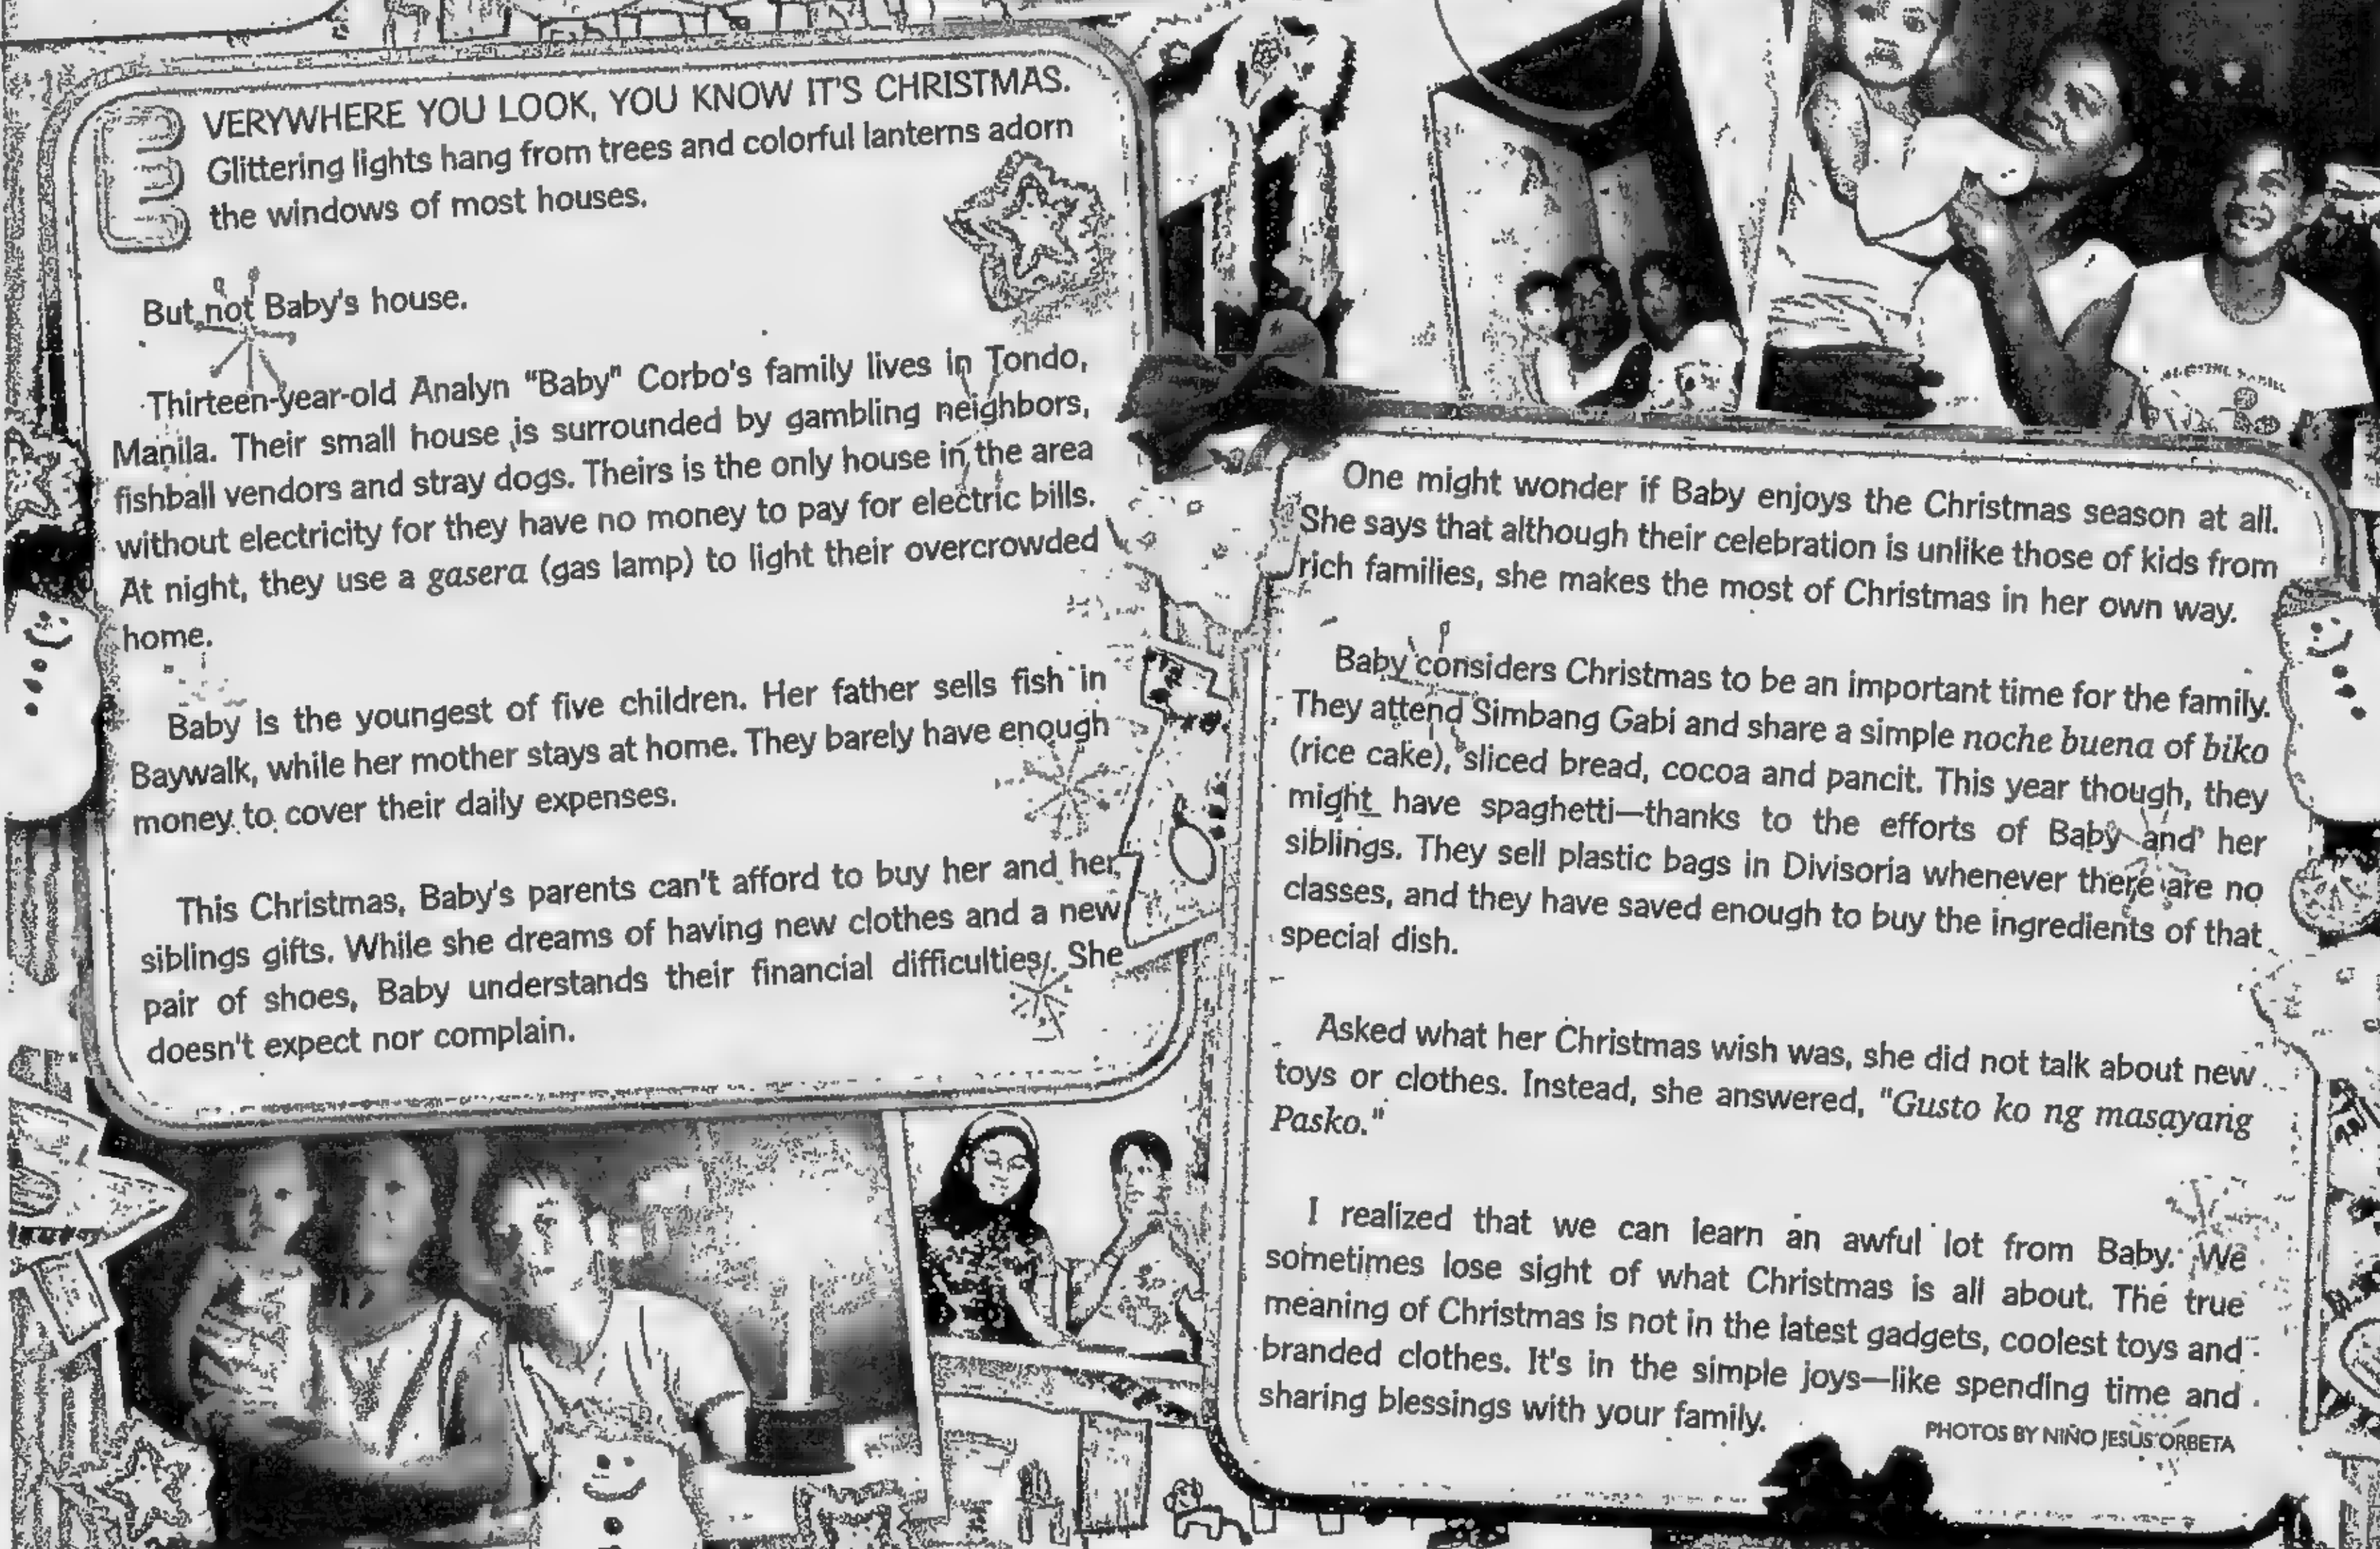 EVERYWHERE YOU LOOK, YOU KNOW IT'S CHRISTMAS.
Glittering lights hang from trees and colorful lanterns adorn
the windows of most houses.
But not Baby's house.
Thirteen-year-old Analyn "Baby" Corbo's family lives in Tondo,
Manila. Their small house is surrounded by gambling neighbors,
fishball vendors and stray dogs. Theirs is the only house in the area
without electricity for they have no money to pay for electric bills.
At night, they use a gasera (gas lamp) to light their overcrowded
home.
Baby is the youngest of five children. Her father sells fish in
Baywalk, while her mother stays at home. They barely have enough
money to cover their daily expenses.
This Christmas, Baby's parents can't afford to buy her and her
siblings gifts. While she dreams of having new clothes and a new
pair of shoes, Baby understands their financial difficulties. She
doesn't expect nor complain.
One might wonder if Baby enjoys the Christmas season at all.
She says that although their celebration is unlike those of kids from
rich families, she makes the most of Christmas in her own way.
Baby considers Christmas to be an important time for the family.
They attend Simbang Gabi and share a simple noche buena of biko
(rice cake), sliced bread, cocoa and pancit. This year though, they
might have spaghetti—thanks to the efforts of Baby and her
siblings. They sell plastic bags in Divisoria whenever there are no
classes, and they have saved enough to buy the ingredients of that
special dish.
Asked what her Christmas wish was, she did not talk about new
toys or clothes. Instead, she answered, "Gusto ko ng masayang
Pasko."
I realized that we can learn an awful lot from Baby. We
sometimes lose sight of what Christmas is all about. The true
meaning of Christmas is not in the latest gadgets, coolest toys and
branded clothes. It's in the simple joys—like spending time and
sharing blessings with your family.
PHOTOS BY NIÑO JESUS ORBETA